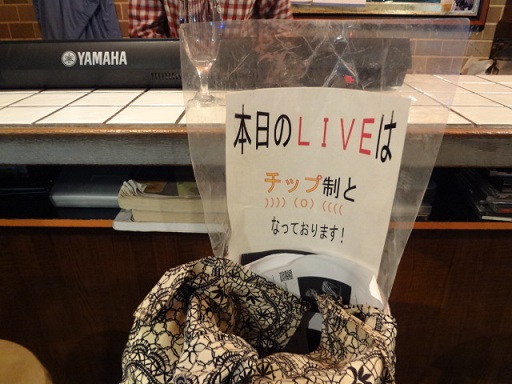 YAMAHA
本日のLIVEは
チップ制と
)))) (O) ((((
なっております!